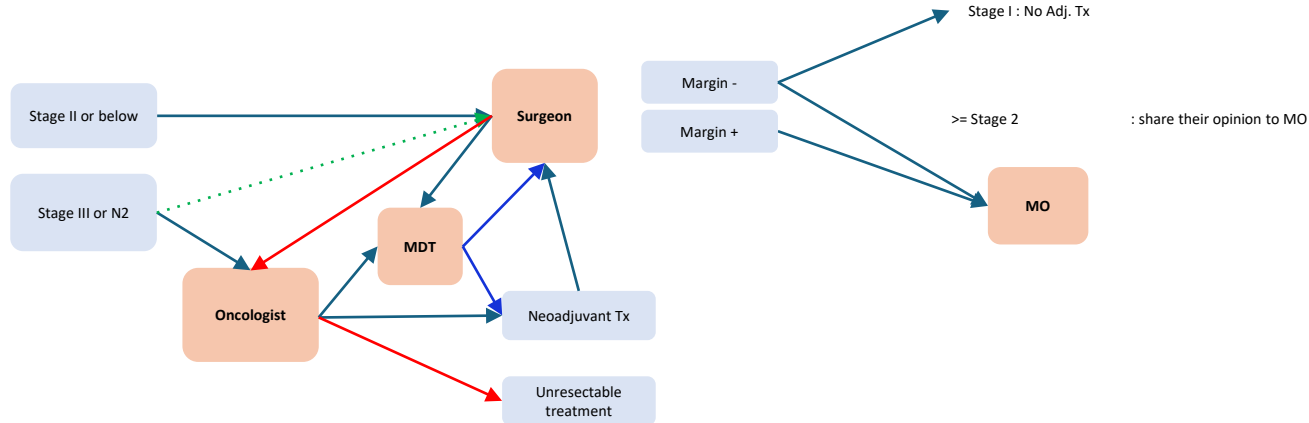 Stage I : No Adj. Tx
Margin -
Stage II or below
Surgeon
Margin +
>= Stage 2 : share their opinion to MO
Stage III or N2
MO
MDT
Oncologist
Neoadjuvant Tx
Unresectable
treatment